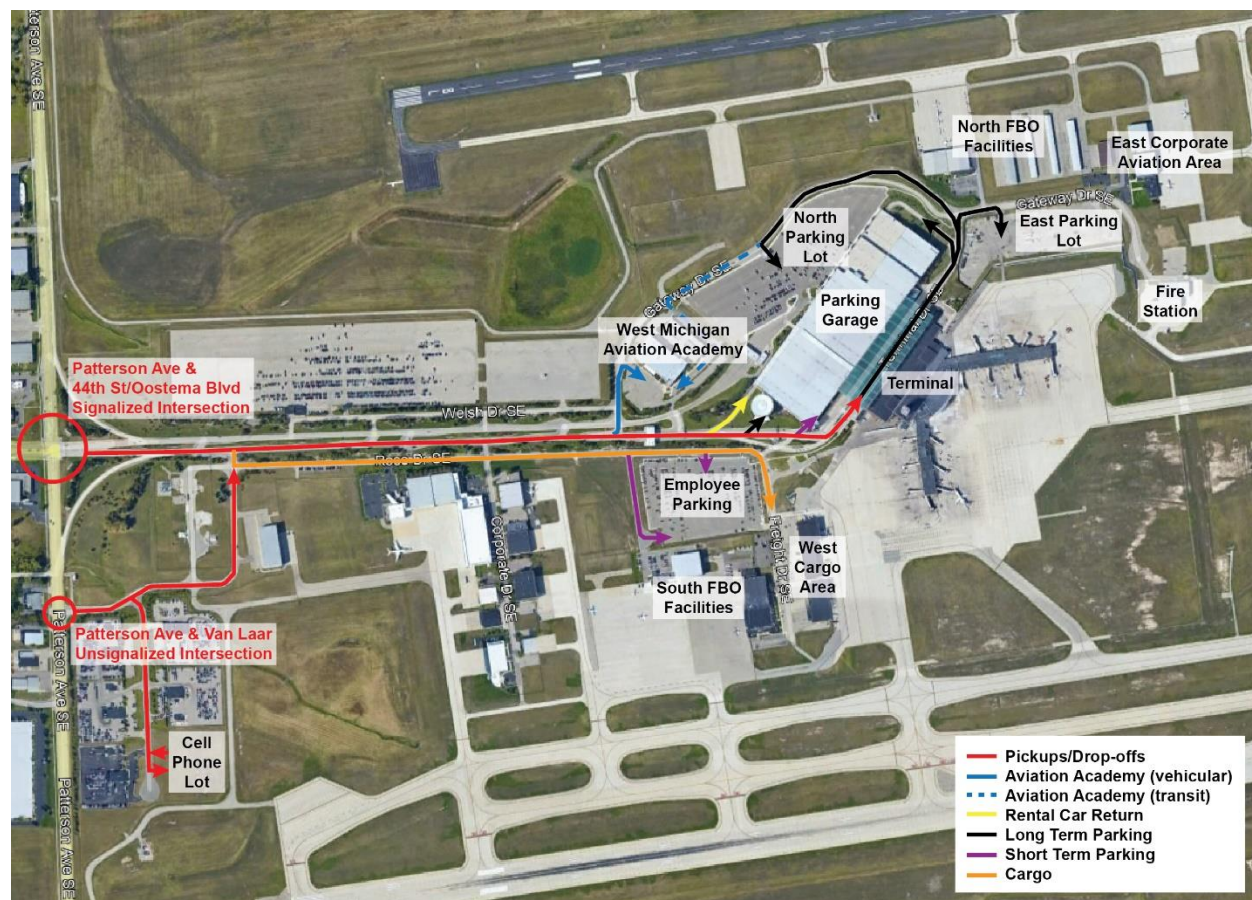 terson Ave SE
North FBO
Facilities
East Corporate
Aviation Area
Gateway Dr SE
North
Parking
Lot
East Parking
Lot
Gateway Dr SE
Fire
Station
Parking
Garage
West Michigan
Aviation Academy
Patterson Ave &
44th St/Oostema Blvd
Signalized Intersection
Terminal
Welsh Dr SE
Ross Dr SE
Employee
Parking
Corporate Dr SE
Freight Dr SE
West
Cargo
Area
South FBO
Facilities
Patterson Ave SE
Patterson Ave & Van Laar
Unsignalized Intersection
Cell
Phone
Lot
Patterson Ave SE
Pickups/Drop-offs
Aviation Academy (vehicular)
Aviation Academy (transit)
Rental Car Return
Long Term Parking
Short Term Parking
Cargo